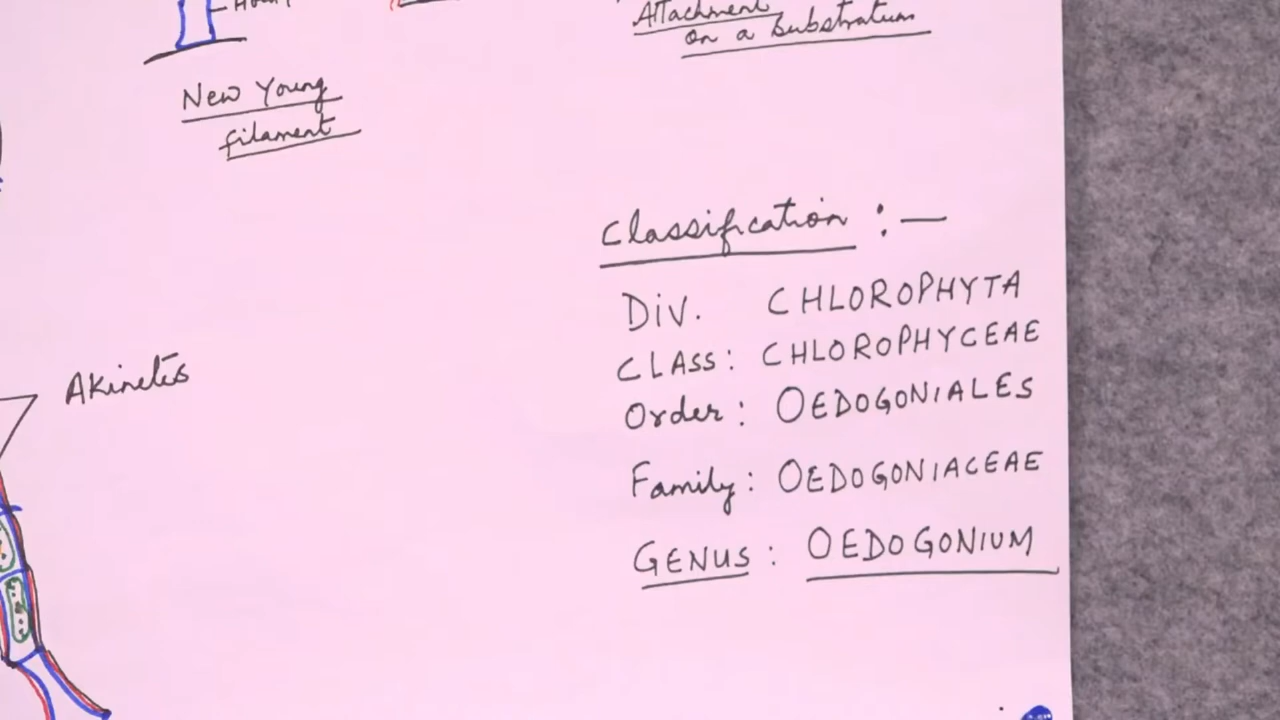 Attachment
on a Substratum
New Young
filament
Classification :—
DIV. CHLOROPHYTA
CLASS: CHLOROPHYCEAE
Order: OEDOGONIALES
Akinetes
Family: OEDOGONIACEAE
GENUS: OEDOGONIUM